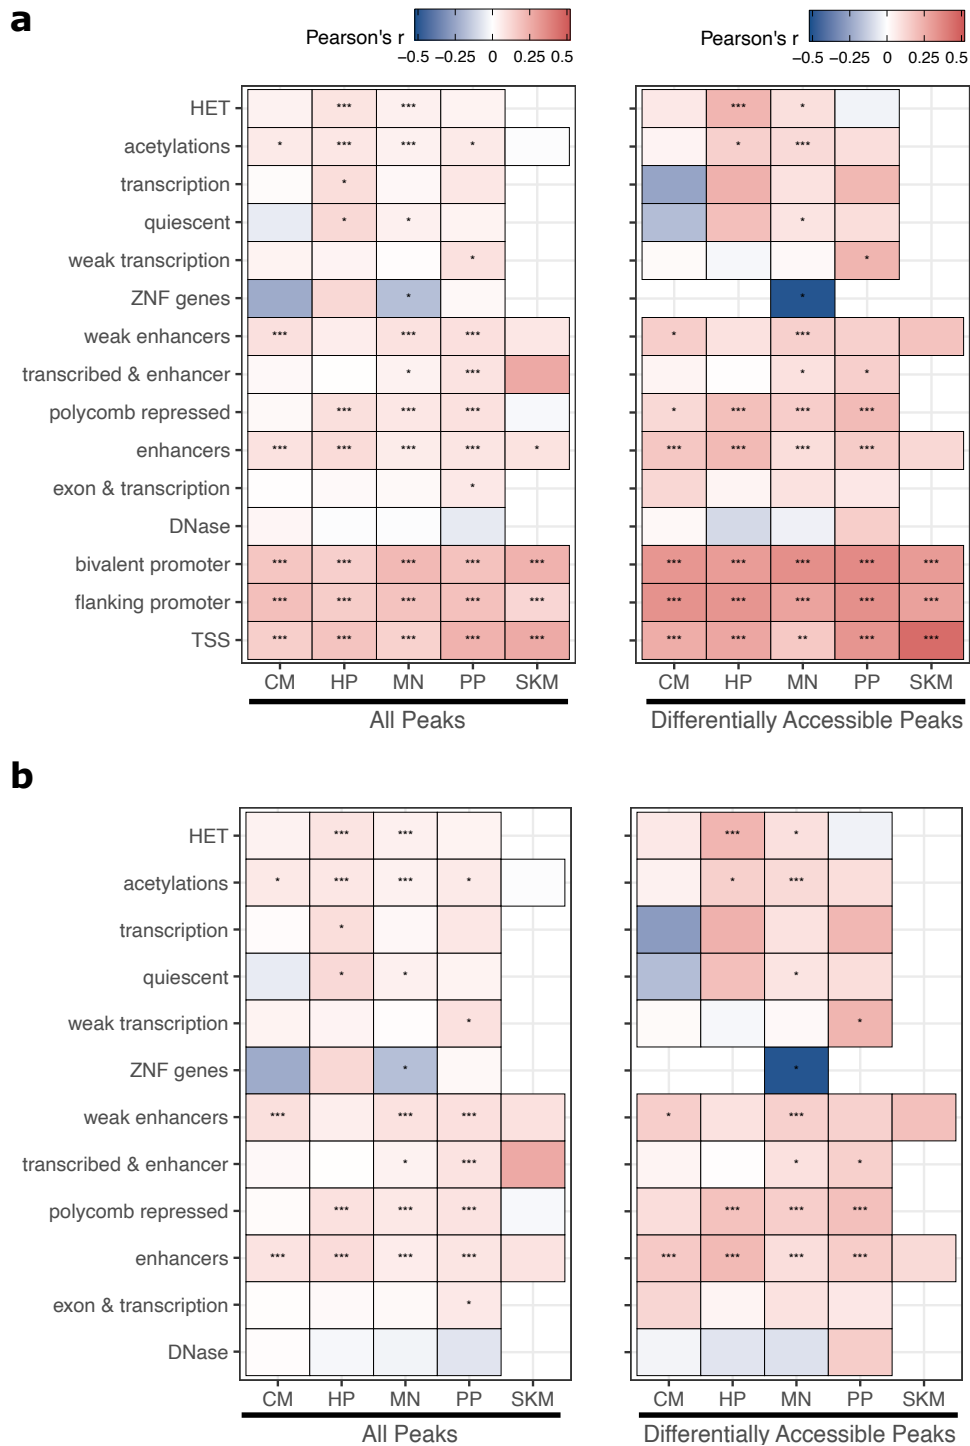 a
Pearson's r
−0.5 −0.25 0 0.25 0.5
Pearson's r
−0.5 −0.25 0 0.25 0.5
HET *** *** *** *
acetylations * *** *** * * ***
transcription *
quiescent * * *
weak transcription * *
ZNF genes * *
weak enhancers *** *** *** * ***
transcribed & enhancer * *** * *
polycomb repressed *** *** *** * *** *** ***
enhancers *** *** *** *** * *** *** *** ***
exon & transcription *
DNase
bivalent promoter *** *** *** *** *** *** *** *** *** ***
flanking promoter *** *** *** *** *** *** *** *** *** ***
TSS *** *** *** *** *** *** *** ** *** ***
CM HP MN PP SKM CM HP MN PP SKM
All Peaks Differentially Accessible Peaks
b
HET *** *** *** *
acetylations * *** *** * * ***
transcription *
quiescent * * *
weak transcription * *
ZNF genes * *
weak enhancers *** *** *** * ***
transcribed & enhancer * *** * *
polycomb repressed *** *** *** *** *** ***
enhancers *** *** *** *** *** *** *** ***
exon & transcription *
DNase
CM HP MN PP SKM CM HP MN PP SKM
All Peaks Differentially Accessible Peaks